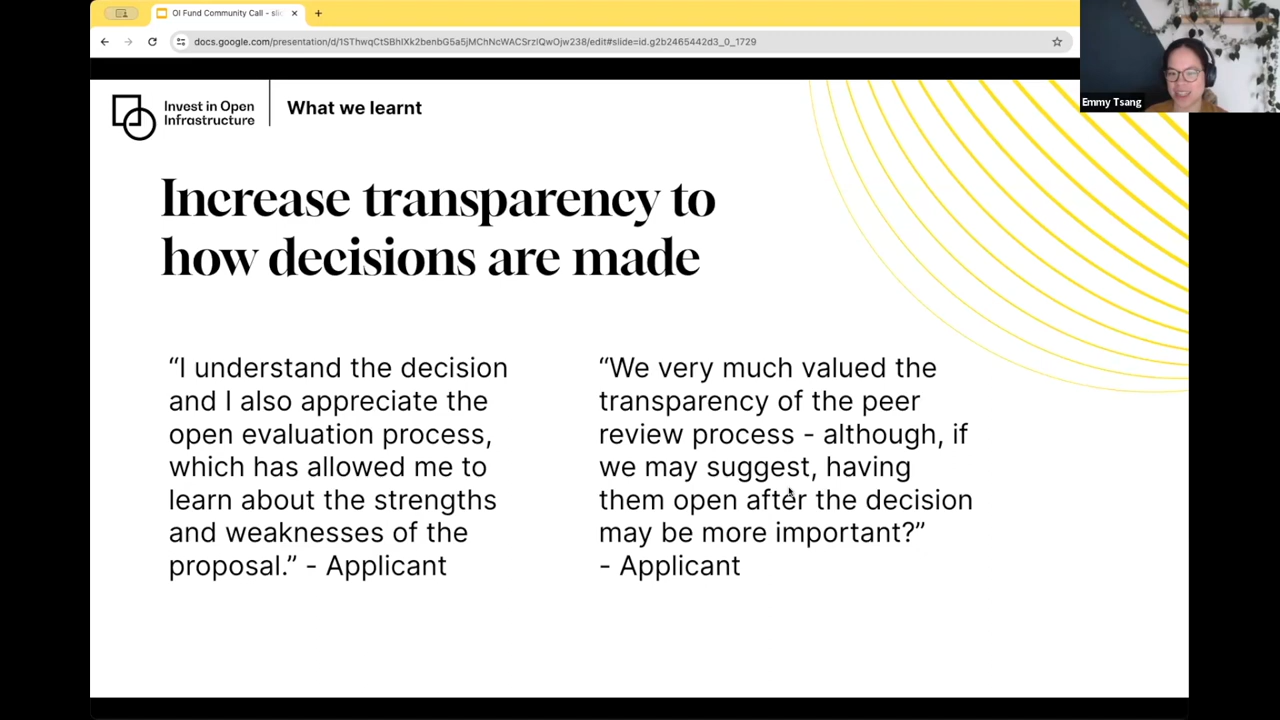 OI Fund Community Call - sli
docs.google.com/presentation/d/1SThwqCtSBhIXk2benbG5a5jMChNcWACSrzlQwOjw238/edit#slide=id.g2b2465442d3_0_1729
Emmy Tsang
Invest in Open
Infrastructure
What we learnt
Increase transparency to
how decisions are made
“I understand the decision
and I also appreciate the
open evaluation process,
which has allowed me to
learn about the strengths
and weaknesses of the
proposal.” - Applicant
“We very much valued the
transparency of the peer
review process - although, if
we may suggest, having
them open after the decision
may be more important?”
- Applicant